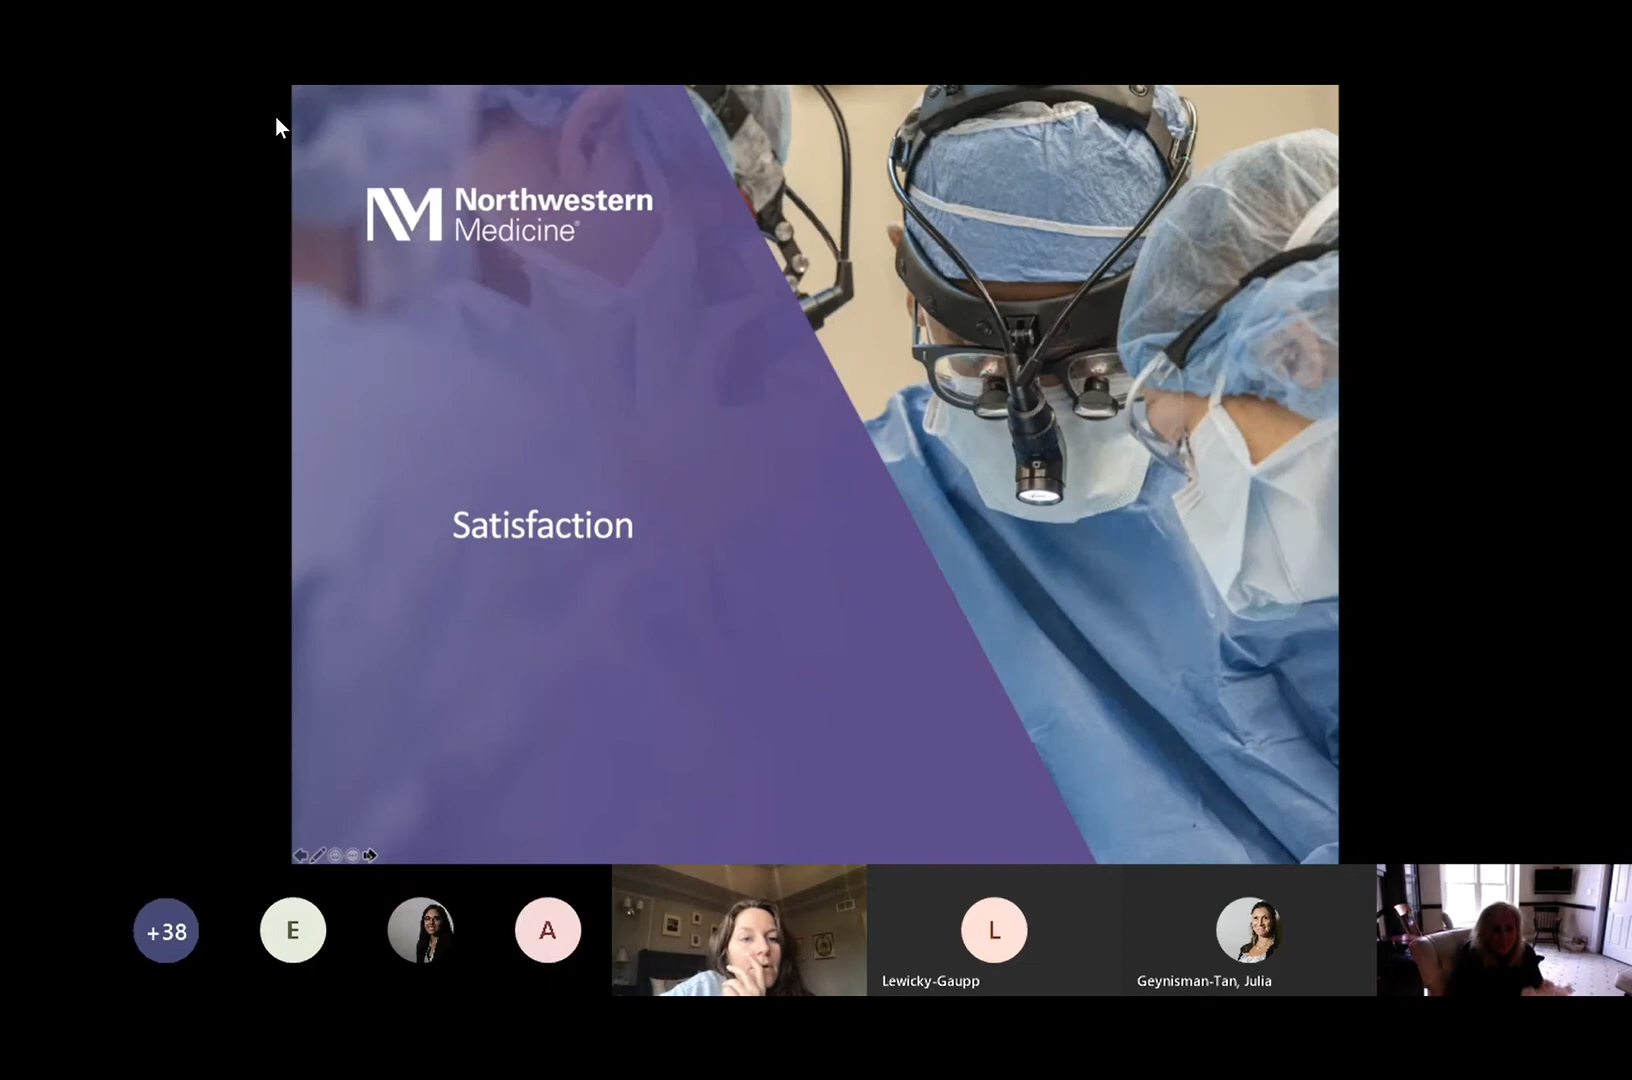 Northwestern
Medicine®
Satisfaction
+38
E
A
L
Lewicky-Gaupp
Geynisman-Tan, Julia